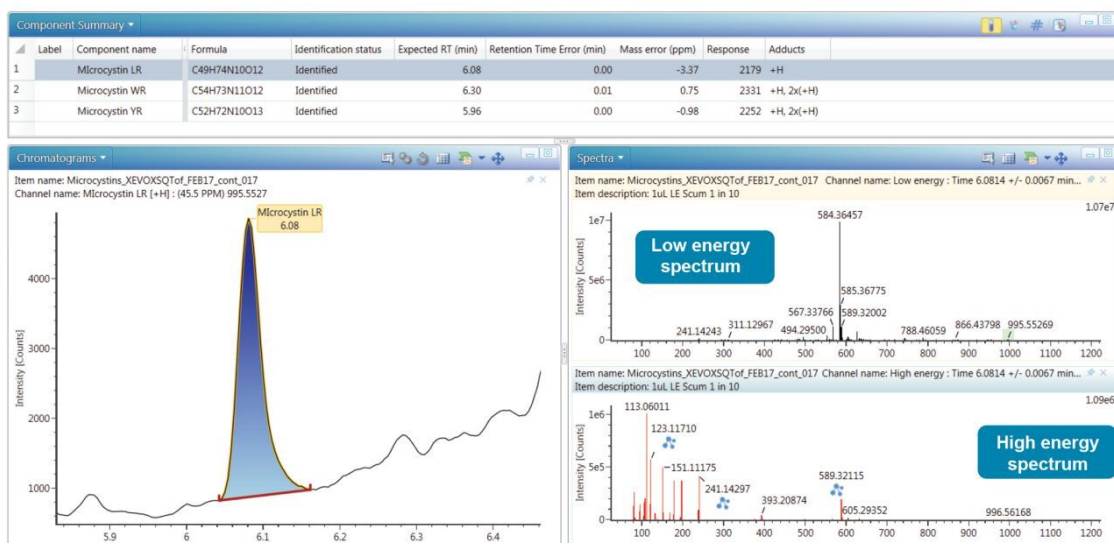 Component Summary
Label Component name Formula Identification status Expected RT (min) Retention Time Error (min) Mass error (ppm) Response Adducts
1 MIcrocystin LR C49H74N10O12 Identified 6.08 0.00 -3.37 2179 +H
2 Microcystin WR C54H73N11O12 Identified 6.30 0.01 0.75 2331 +H, 2x(+H)
3 Microcystin YR C52H72N10O13 Identified 5.96 0.00 -0.98 2252 +H, 2x(+H)
Chromatograms
Item name: Microcystins_XEVOXSQTof_FEB17_cont_017
Channel name: MIcrocystin LR [+H] : (45.5 PPM) 995.5527
MIcrocystin LR
6.08
Intensity [Counts]
4000
3000
2000
1000
5.9 6 6.1 6.2 6.3 6.4
Spectra
Item name: Microcystins_XEVOXSQTof_FEB17_cont_017 Channel name: Low energy : Time 6.0814 +/- 0.0067 min...
Item description: 1uL LE Scum 1 in 10
1.07e7
Low energy
spectrum
Intensity [Counts]
1e7
5e6
0
584.36457
585.36775
567.33766
589.32002
241.14243
311.12967
494.29500
788.46059
866.43798
995.55269
100 200 300 400 500 600 700 800 900 1000 1100 1200
Item name: Microcystins_XEVOXSQTof_FEB17_cont_017 Channel name: High energy : Time 6.0814 +/- 0.0067 min...
Item description: 1uL LE Scum 1 in 10
1.09e6
High energy
spectrum
Intensity [Counts]
1e6
5e5
0
113.06011
123.11710
151.11175
241.14297
393.20874
589.32115
605.29352
996.56168
100 200 300 400 500 600 700 800 900 1000 1100 1200